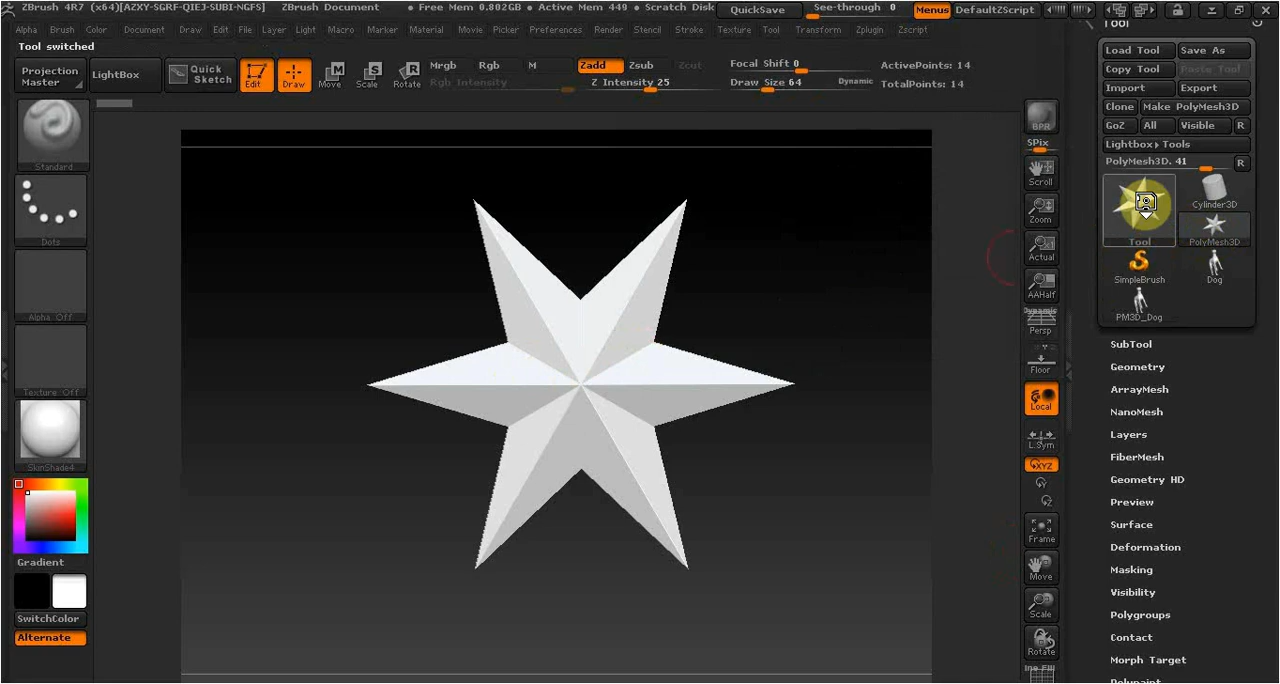 ZBrush 4R7 (x64)[AZXY-SGRF-QIEJ-SUBI-NGFS] ZBrush Document • Free Mem 0.802GB • Active Mem 449 • Scratch Disk QuickSave See-through 0 Menus DefaultZScript
Alpha Brush Color Document Draw Edit File Layer Light Macro Marker Material Movie Picker Preferences Render Stencil Stroke Texture Tool Transform Zplugin Zscript
Tool switched
Projection Master
LightBox
Quick Sketch
Edit
Draw
Move
Scale
Rotate
Mrgb Rgb M
Rgb Intensity
Zadd Zsub Zcut
Z Intensity 25
Focal Shift 0
Draw Size 64 Dynamic
ActivePoints: 14
TotalPoints: 14
Standard
Dots
Alpha Off
Texture Off
SkinShade4
Gradient
SwitchColor
Alternate
BPR
SPix
Scroll
Zoom
Actual
AAHalf
Dynamic
Persp
Floor
Local
L.Sym
XYZ
Y
Z
Frame
Move
Scale
Rotate
Tool
Load Tool Save As
Copy Tool Paste Tool
Import Export
Clone Make PolyMesh3D
GoZ All Visible R
Lightbox▸Tools
PolyMesh3D. 41 R
Cylinder3D
Tool
PolyMesh3D
SimpleBrush
Dog
PM3D_Dog
SubTool
Geometry
ArrayMesh
NanoMesh
Layers
FiberMesh
Geometry HD
Preview
Surface
Deformation
Masking
Visibility
Polygroups
Contact
Morph Target
Polypaint